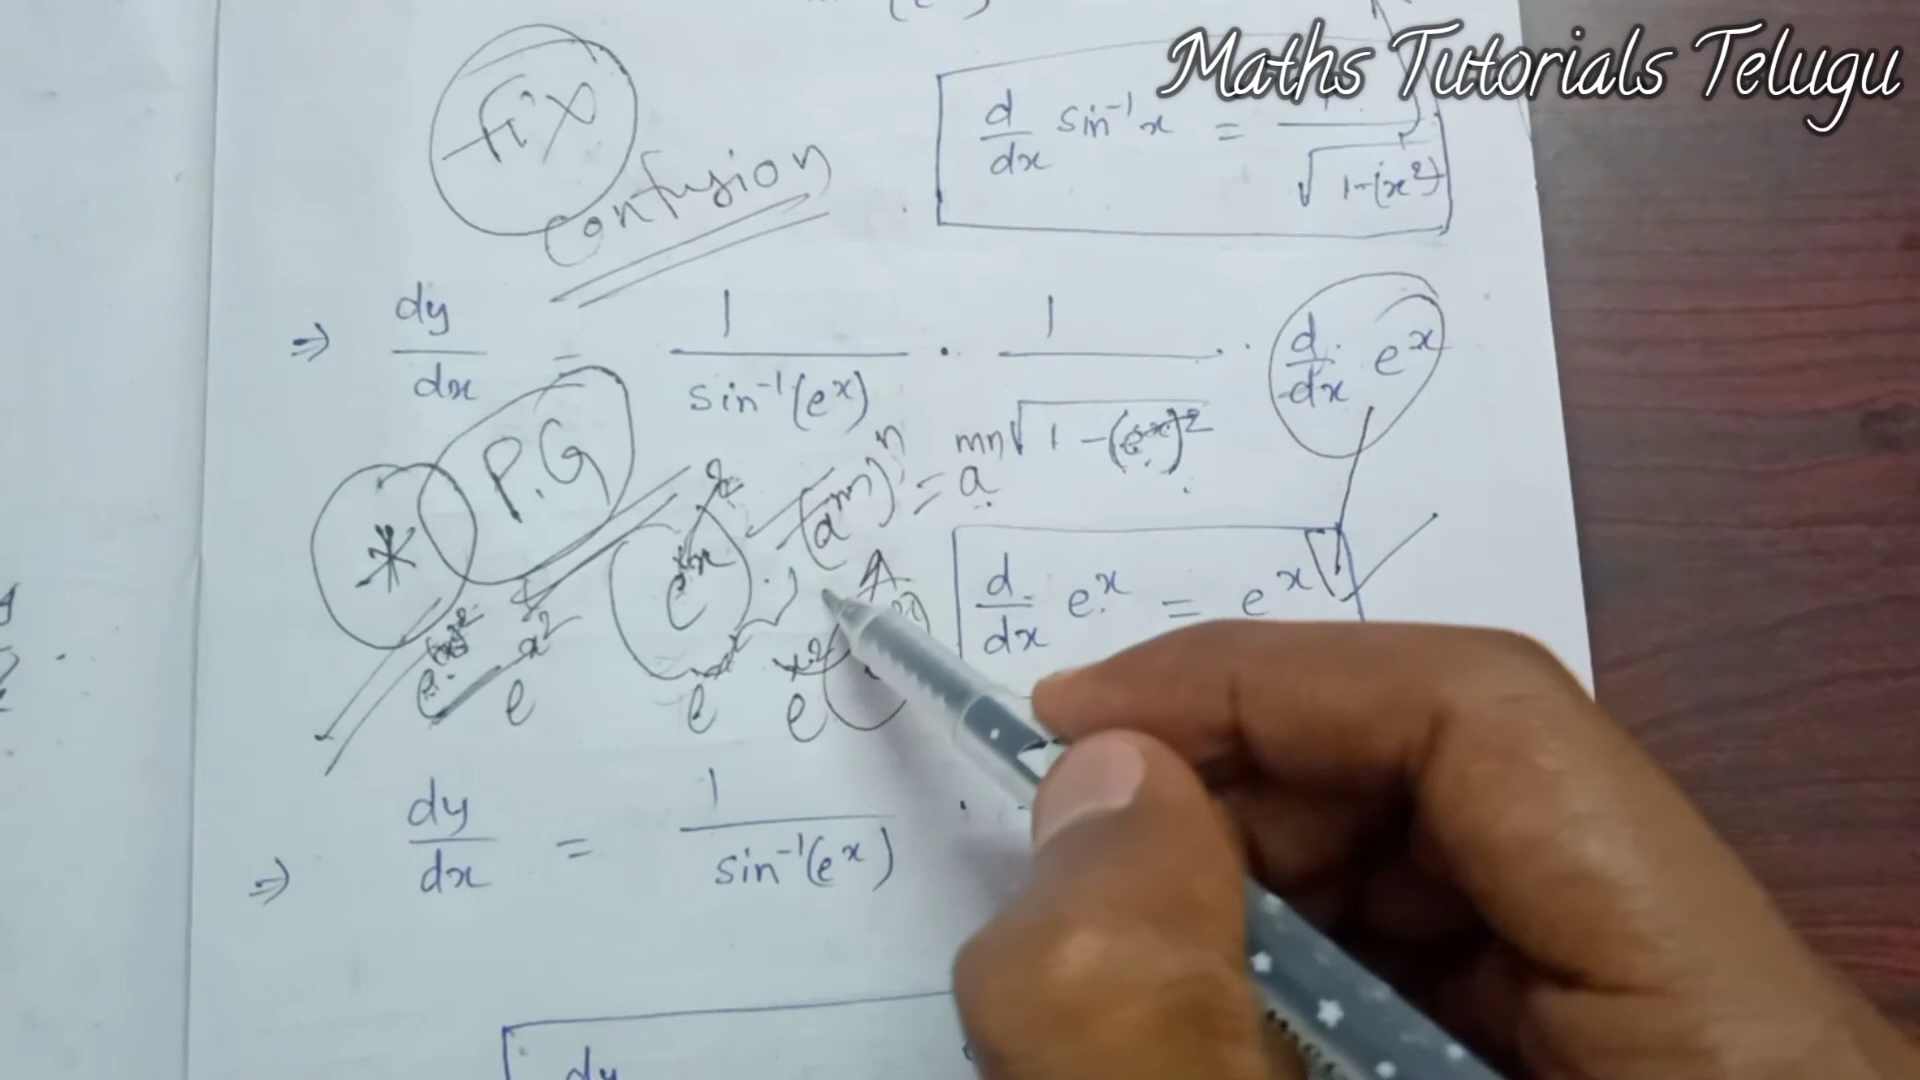 Maths Tutorials Telugu
fix
confusion
d/dx sin⁻¹x = 1/√(1-(x²)
⇒ dy/dx = 1/sin⁻¹(eˣ) · 1/√(1-(eˣ)²) · d/dx eˣ
P.G
*
(aᵐ)ⁿ = aᵐⁿ
d/dx eˣ = eˣ
⇒ dy/dx = 1/sin⁻¹(eˣ) ·
dy